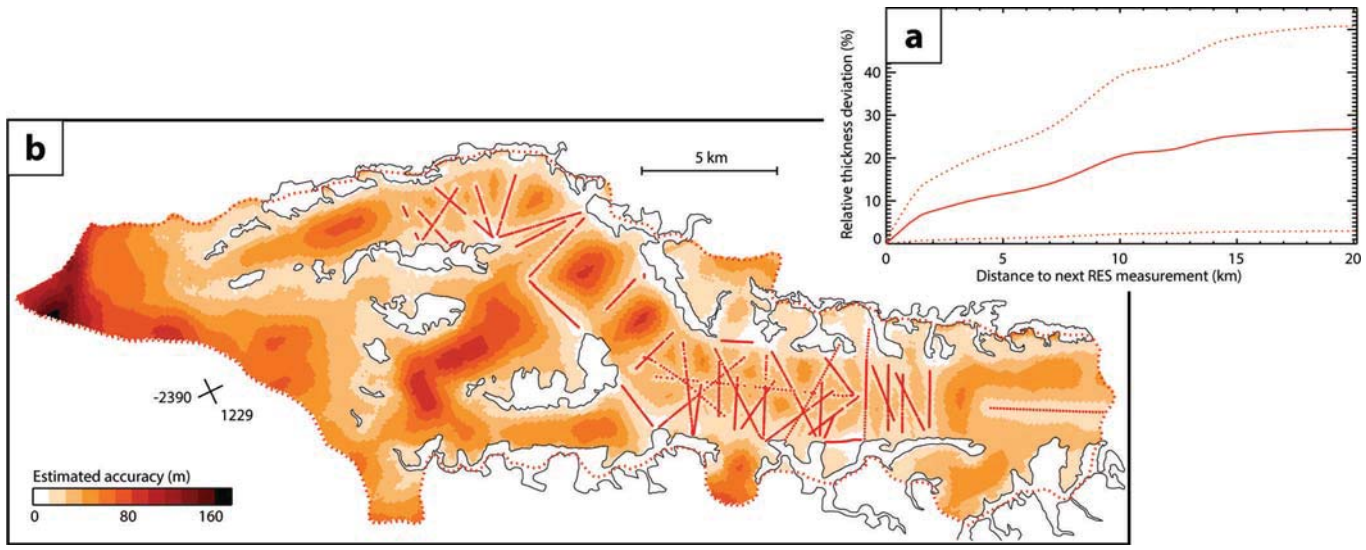 a
Relative thickness deviation (%)
40
30
20
10
0
0
5
10
15
20
Distance to next RES measurement (km)
b
5 km
-2390
1229
Estimated accuracy (m)
0
80
160